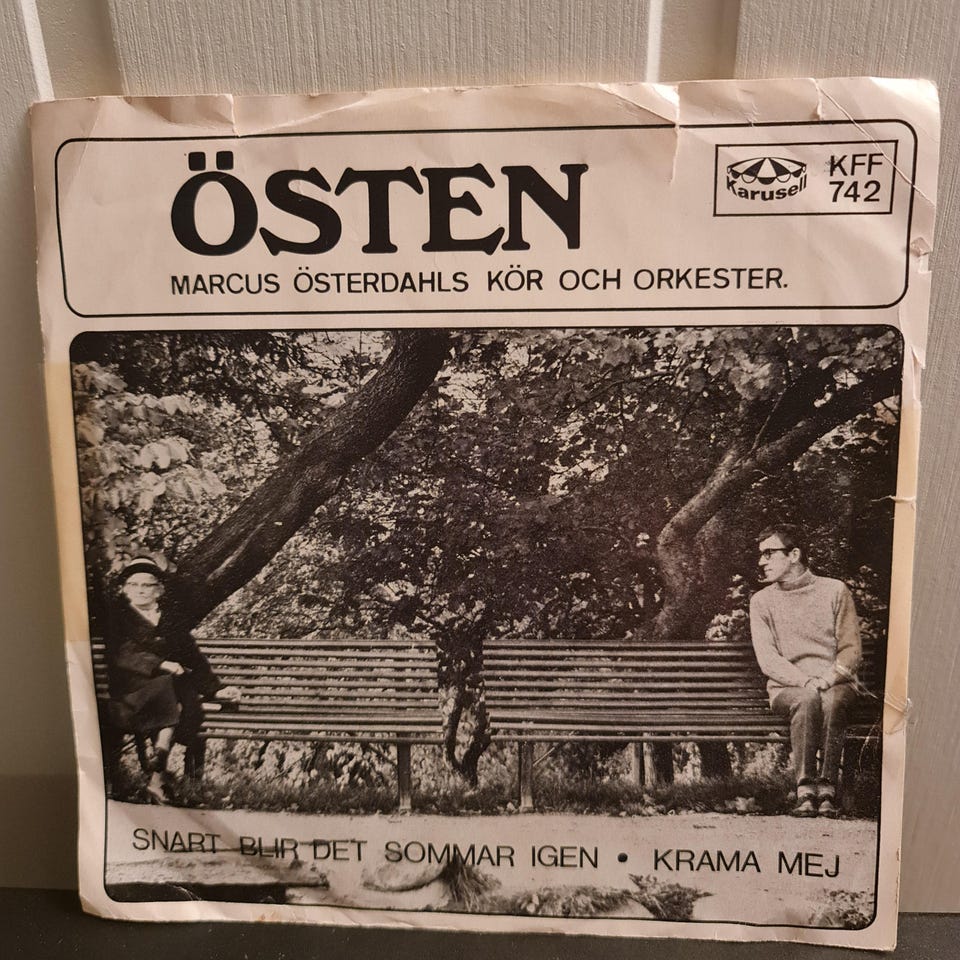 ÖSTEN
MARCUS ÖSTERDAHLS KÖR OCH ORKESTER.
Karusell
KFF
742
SNART BLIR DET SOMMAR IGEN • KRAMA MEJ